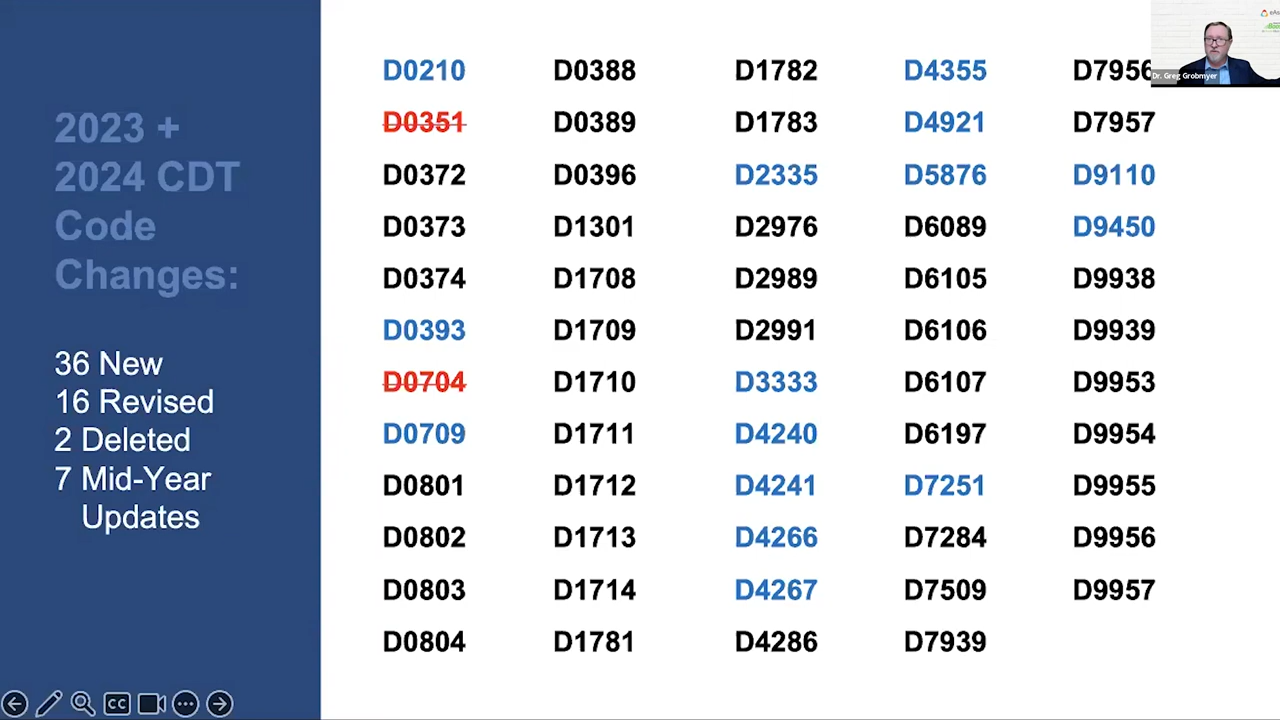 2023 +
2024 CDT
Code
Changes:
36 New
16 Revised
2 Deleted
7 Mid-Year
Updates
D0210
D0351
D0372
D0373
D0374
D0393
D0704
D0709
D0801
D0802
D0803
D0804
D0388
D0389
D0396
D1301
D1708
D1709
D1710
D1711
D1712
D1713
D1714
D1781
D1782
D1783
D2335
D2976
D2989
D2991
D3333
D4240
D4241
D4266
D4267
D4286
D4355
D4921
D5876
D6089
D6105
D6106
D6107
D6197
D7251
D7284
D7509
D7939
D7956
D7957
D9110
D9450
D9938
D9939
D9953
D9954
D9955
D9956
D9957
Dr. Greg Grobmyer
CC